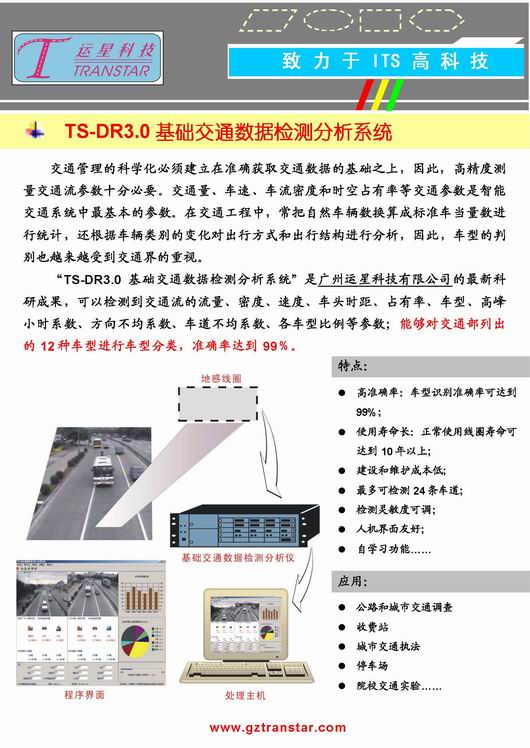 运星科技
TRANSTAR
致力于ITS高科技
TS-DR3.0 基础交通数据检测分析系统
交通管理的科学化必须建立在准确获取交通数据的基础之上，因此，高精度测
量交通流参数十分必要。交通量、车速、车流密度和时空占有率等交通参数是智能
交通系统中最基本的参数。在交通工程中，常把自然车辆数换算成标准车当量数进
行统计，还根据车辆类别的变化对出行方式和出行结构进行分析，因此，车型的判
别也越来越受到交通界的重视。
“TS-DR3.0 基础交通数据检测分析系统”是广州运星科技有限公司的最新科
研成果，可以检测到交通流的流量、密度、速度、车头时距、占有率、车型、高峰
小时系数、方向不均系数、车道不均系数、各车型比例等参数；能够对交通部列出
的 12 种车型进行车型分类，准确率达到 99％。
地感线圈
基础交通数据检测分析仪
程序界面
处理主机
特点：
● 高准确率：车型识别准确率可达到
99%；
● 使用寿命长：正常使用线圈寿命可
达到 10 年以上；
● 建设和维护成本低；
● 最多可检测 24 条车道；
● 检测灵敏度可调；
● 人机界面友好；
● 自学习功能……
应用：
● 公路和城市交通调查
● 收费站
● 城市交通执法
● 停车场
● 院校交通实验……
www.gztranstar.com